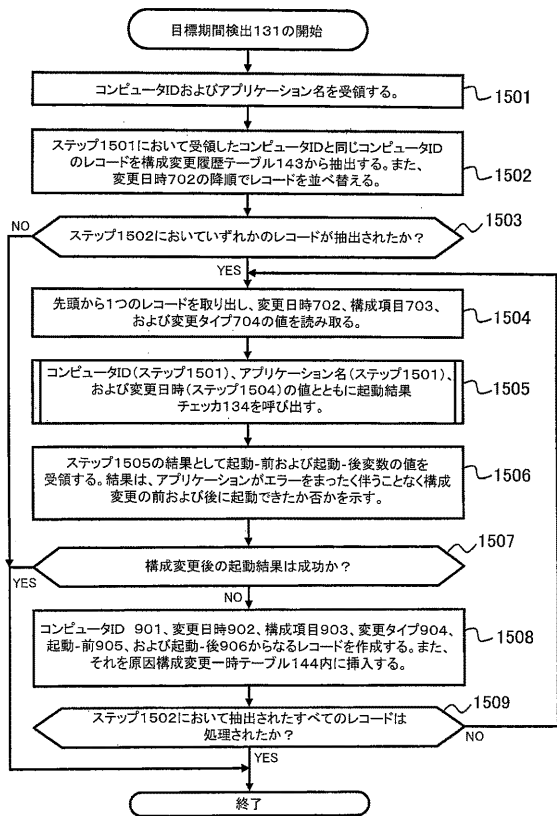 目標期間検出131の開始
コンピュータIDおよびアプリケーション名を受領する。
1501
ステップ1501において受領したコンピュータIDと同じコンピュータID
のレコードを構成変更履歴テーブル143から抽出する。また、
変更日時702の降順でレコードを並べ替える。
1502
NO
ステップ1502においていずれかのレコードが抽出されたか？
1503
YES
先頭から1つのレコードを取り出し、変更日時702、構成項目703、
および変更タイプ704の値を読み取る。
1504
コンピュータID(ステップ1501)、アプリケーション名(ステップ1501)、
および変更日時(ステップ1504)の値とともに起動結果
チェッカ134を呼び出す。
1505
ステップ1505の結果として起動-前および起動-後変数の値を
受領する。結果は、アプリケーションがエラーをまったく伴うことなく構成
変更の前および後に起動できたか否かを示す。
1506
YES
構成変更後の起動結果は成功か？
1507
NO
コンピュータID 901、変更日時902、構成項目903、変更タイプ904、
起動-前905、および起動-後906からなるレコードを作成する。また、
それを原因構成変更一時テーブル144内に挿入する。
1508
ステップ1502において抽出されたすべてのレコードは
処理されたか？
1509
NO
YES
終了